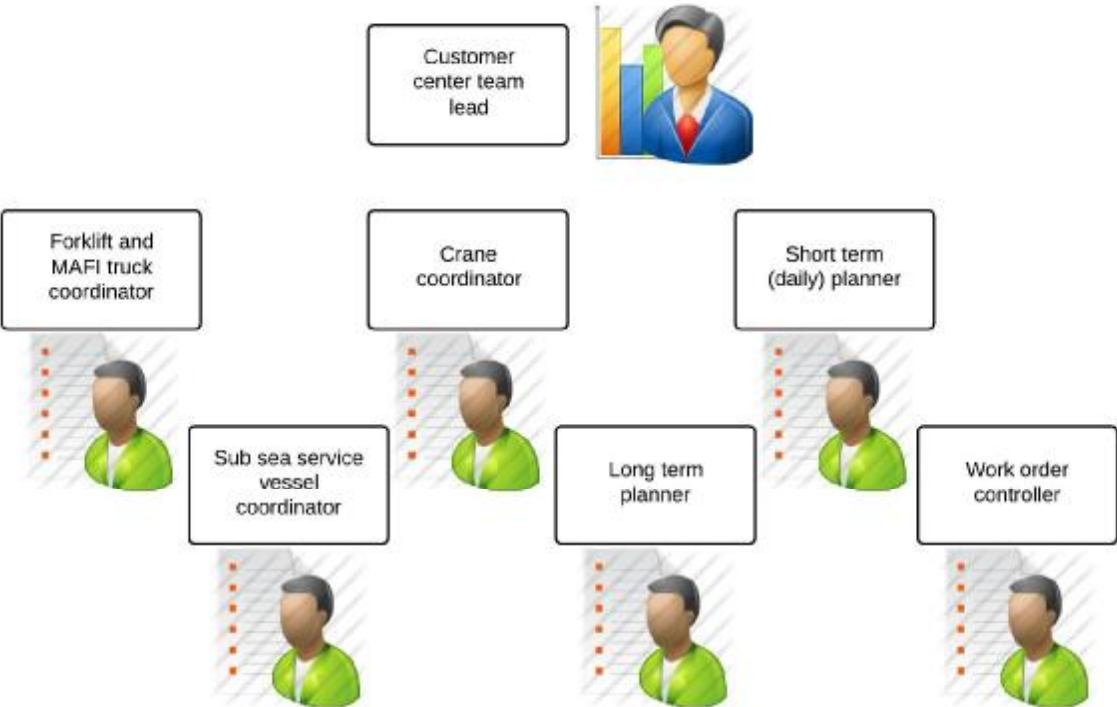 Customer
center team
lead
Forklift and
MAFI truck
coordinator
Crane
coordinator
Short term
(daily) planner
Sub sea service
vessel
coordinator
Long term
planner
Work order
controller